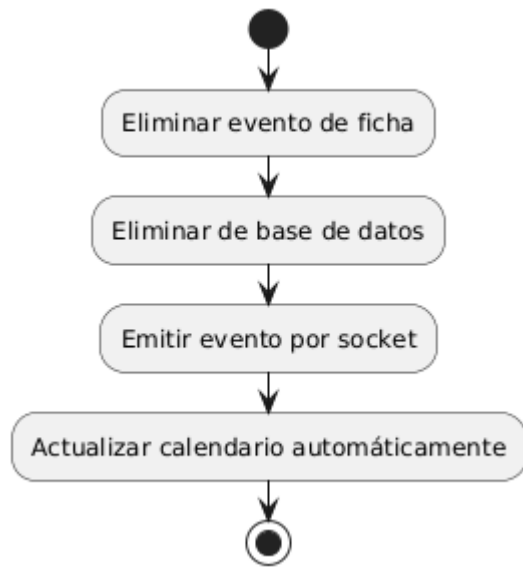 Eliminar evento de ficha
Eliminar de base de datos
Emitir evento por socket
Actualizar calendario automáticamente